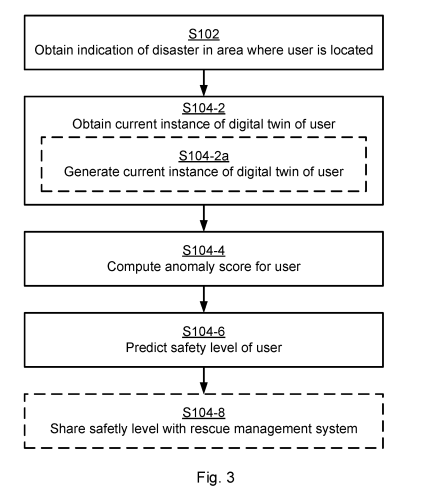 S102
Obtain indication of disaster in area where user is located
S104-2
Obtain current instance of digital twin of user
S104-2a
Generate current instance of digital twin of user
S104-4
Compute anomaly score for user
S104-6
Predict safety level of user
S104-8
Share safetly level with rescue management system
Fig. 3